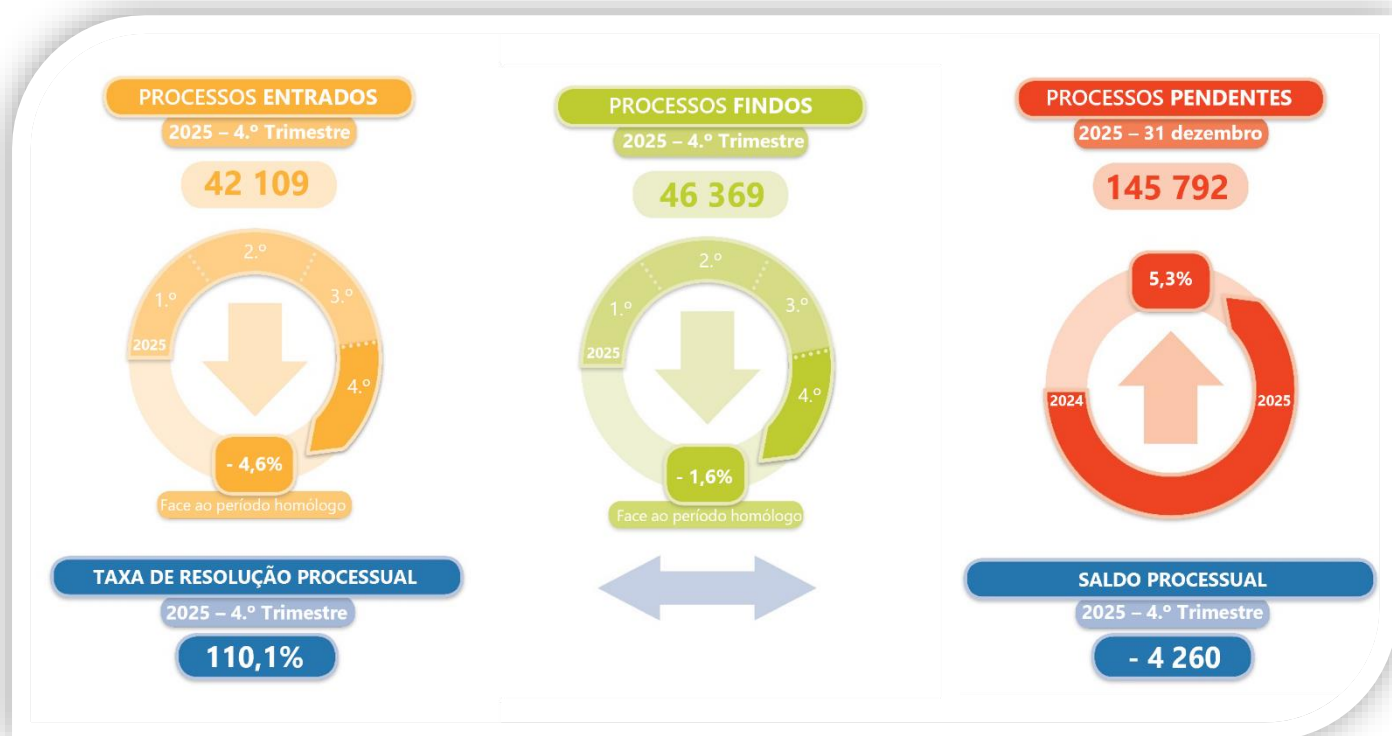 PROCESSOS ENTRADOS
2025 – 4.º Trimestre
42 109
2.º
1.º
3.º
2025
4.º
- 4,6%
Face ao período homólogo
TAXA DE RESOLUÇÃO PROCESSUAL
2025 – 4.º Trimestre
110,1%
PROCESSOS FINDOS
2025 – 4.º Trimestre
46 369
2.º
1.º
3.º
2025
4.º
- 1,6%
Face ao período homólogo
PROCESSOS PENDENTES
2025 – 31 dezembro
145 792
5,3%
2024
2025
SALDO PROCESSUAL
2025 – 4.º Trimestre
- 4 260